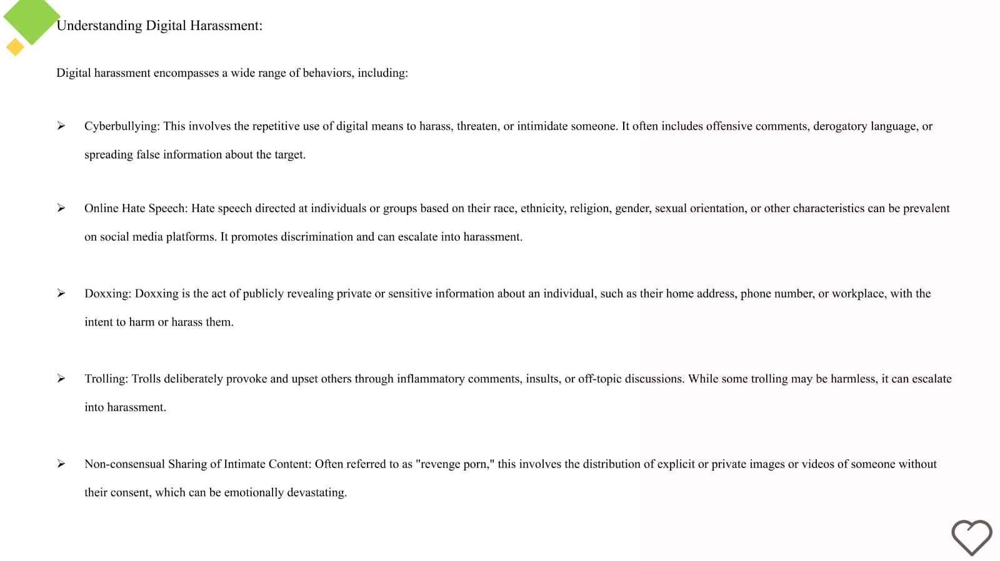 Understanding Digital Harassment:
Digital harassment encompasses a wide range of behaviors, including:
➢ Cyberbullying: This involves the repetitive use of digital means to harass, threaten, or intimidate someone. It often includes offensive comments, derogatory language, or
spreading false information about the target.
➢ Online Hate Speech: Hate speech directed at individuals or groups based on their race, ethnicity, religion, gender, sexual orientation, or other characteristics can be prevalent
on social media platforms. It promotes discrimination and can escalate into harassment.
➢ Doxxing: Doxxing is the act of publicly revealing private or sensitive information about an individual, such as their home address, phone number, or workplace, with the
intent to harm or harass them.
➢ Trolling: Trolls deliberately provoke and upset others through inflammatory comments, insults, or off-topic discussions. While some trolling may be harmless, it can escalate
into harassment.
➢ Non-consensual Sharing of Intimate Content: Often referred to as "revenge porn," this involves the distribution of explicit or private images or videos of someone without
their consent, which can be emotionally devastating.